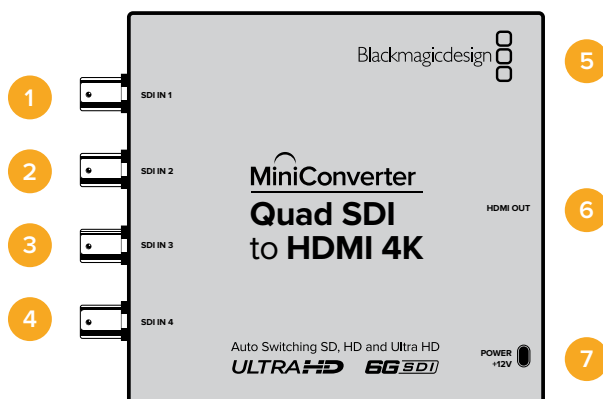 Blackmagicdesign
1
SDI IN 1
5
2
SDI IN 2
MiniConverter
Quad SDI
to HDMI 4K
HDMI OUT
6
3
SDI IN 3
4
SDI IN 4
Auto Switching SD, HD and Ultra HD
ULTRAHD 6G SDI
POWER
+12V
7